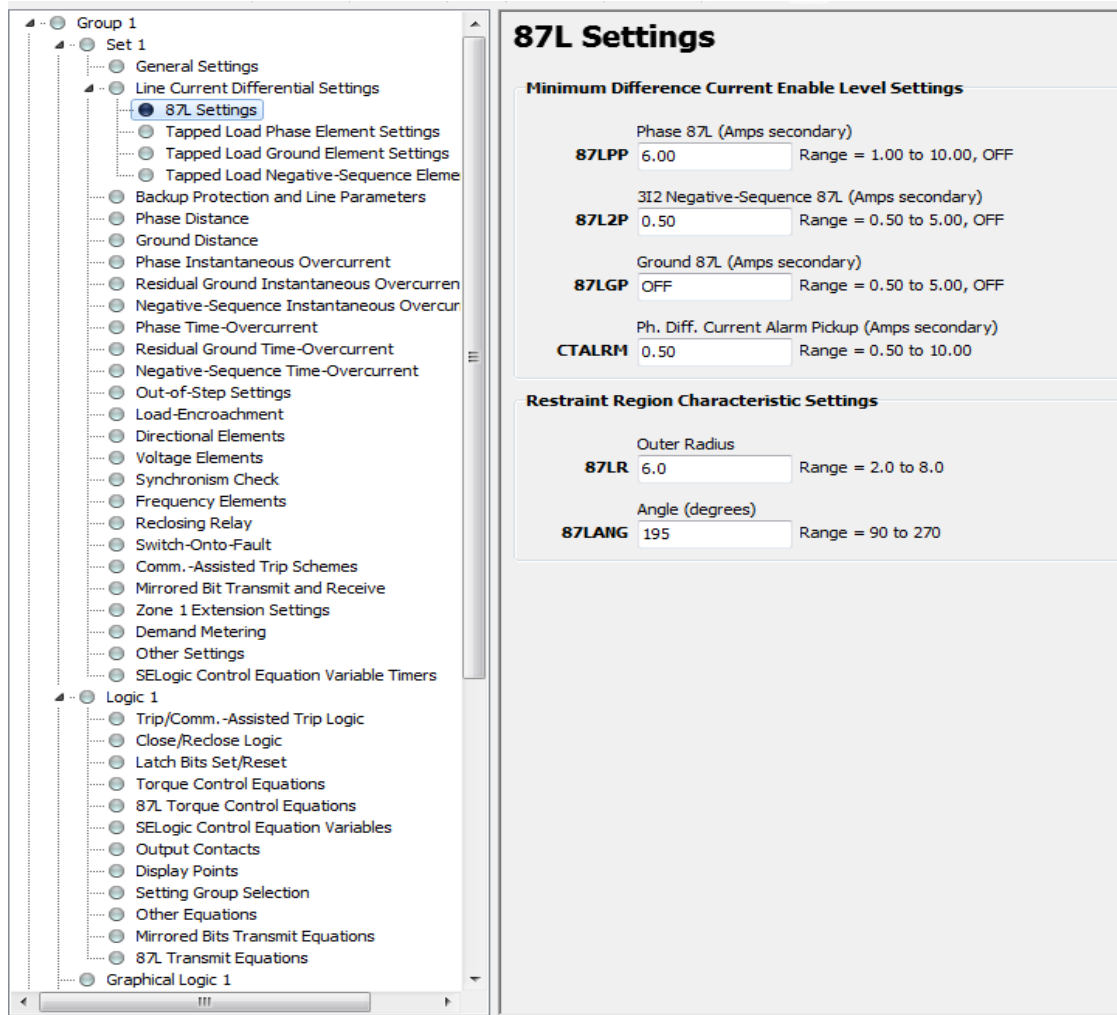 Group 1
Set 1
General Settings
Line Current Differential Settings
87L Settings
Tapped Load Phase Element Settings
Tapped Load Ground Element Settings
Tapped Load Negative-Sequence Eleme
Backup Protection and Line Parameters
Phase Distance
Ground Distance
Phase Instantaneous Overcurrent
Residual Ground Instantaneous Overcurren
Negative-Sequence Instantaneous Overcur
Phase Time-Overcurrent
Residual Ground Time-Overcurrent
Negative-Sequence Time-Overcurrent
Out-of-Step Settings
Load-Encroachment
Directional Elements
Voltage Elements
Synchronism Check
Frequency Elements
Reclosing Relay
Switch-Onto-Fault
Comm.-Assisted Trip Schemes
Mirrored Bit Transmit and Receive
Zone 1 Extension Settings
Demand Metering
Other Settings
SELogic Control Equation Variable Timers
Logic 1
Trip/Comm.-Assisted Trip Logic
Close/Reclose Logic
Latch Bits Set/Reset
Torque Control Equations
87L Torque Control Equations
SELogic Control Equation Variables
Output Contacts
Display Points
Setting Group Selection
Other Equations
Mirrored Bits Transmit Equations
87L Transmit Equations
Graphical Logic 1
87L Settings
Minimum Difference Current Enable Level Settings
Phase 87L (Amps secondary)
87LPP 6.00 Range = 1.00 to 10.00, OFF
3I2 Negative-Sequence 87L (Amps secondary)
87L2P 0.50 Range = 0.50 to 5.00, OFF
Ground 87L (Amps secondary)
87LGP OFF Range = 0.50 to 5.00, OFF
Ph. Diff. Current Alarm Pickup (Amps secondary)
CTALRM 0.50 Range = 0.50 to 10.00
Restraint Region Characteristic Settings
Outer Radius
87LR 6.0 Range = 2.0 to 8.0
Angle (degrees)
87LANG 195 Range = 90 to 270